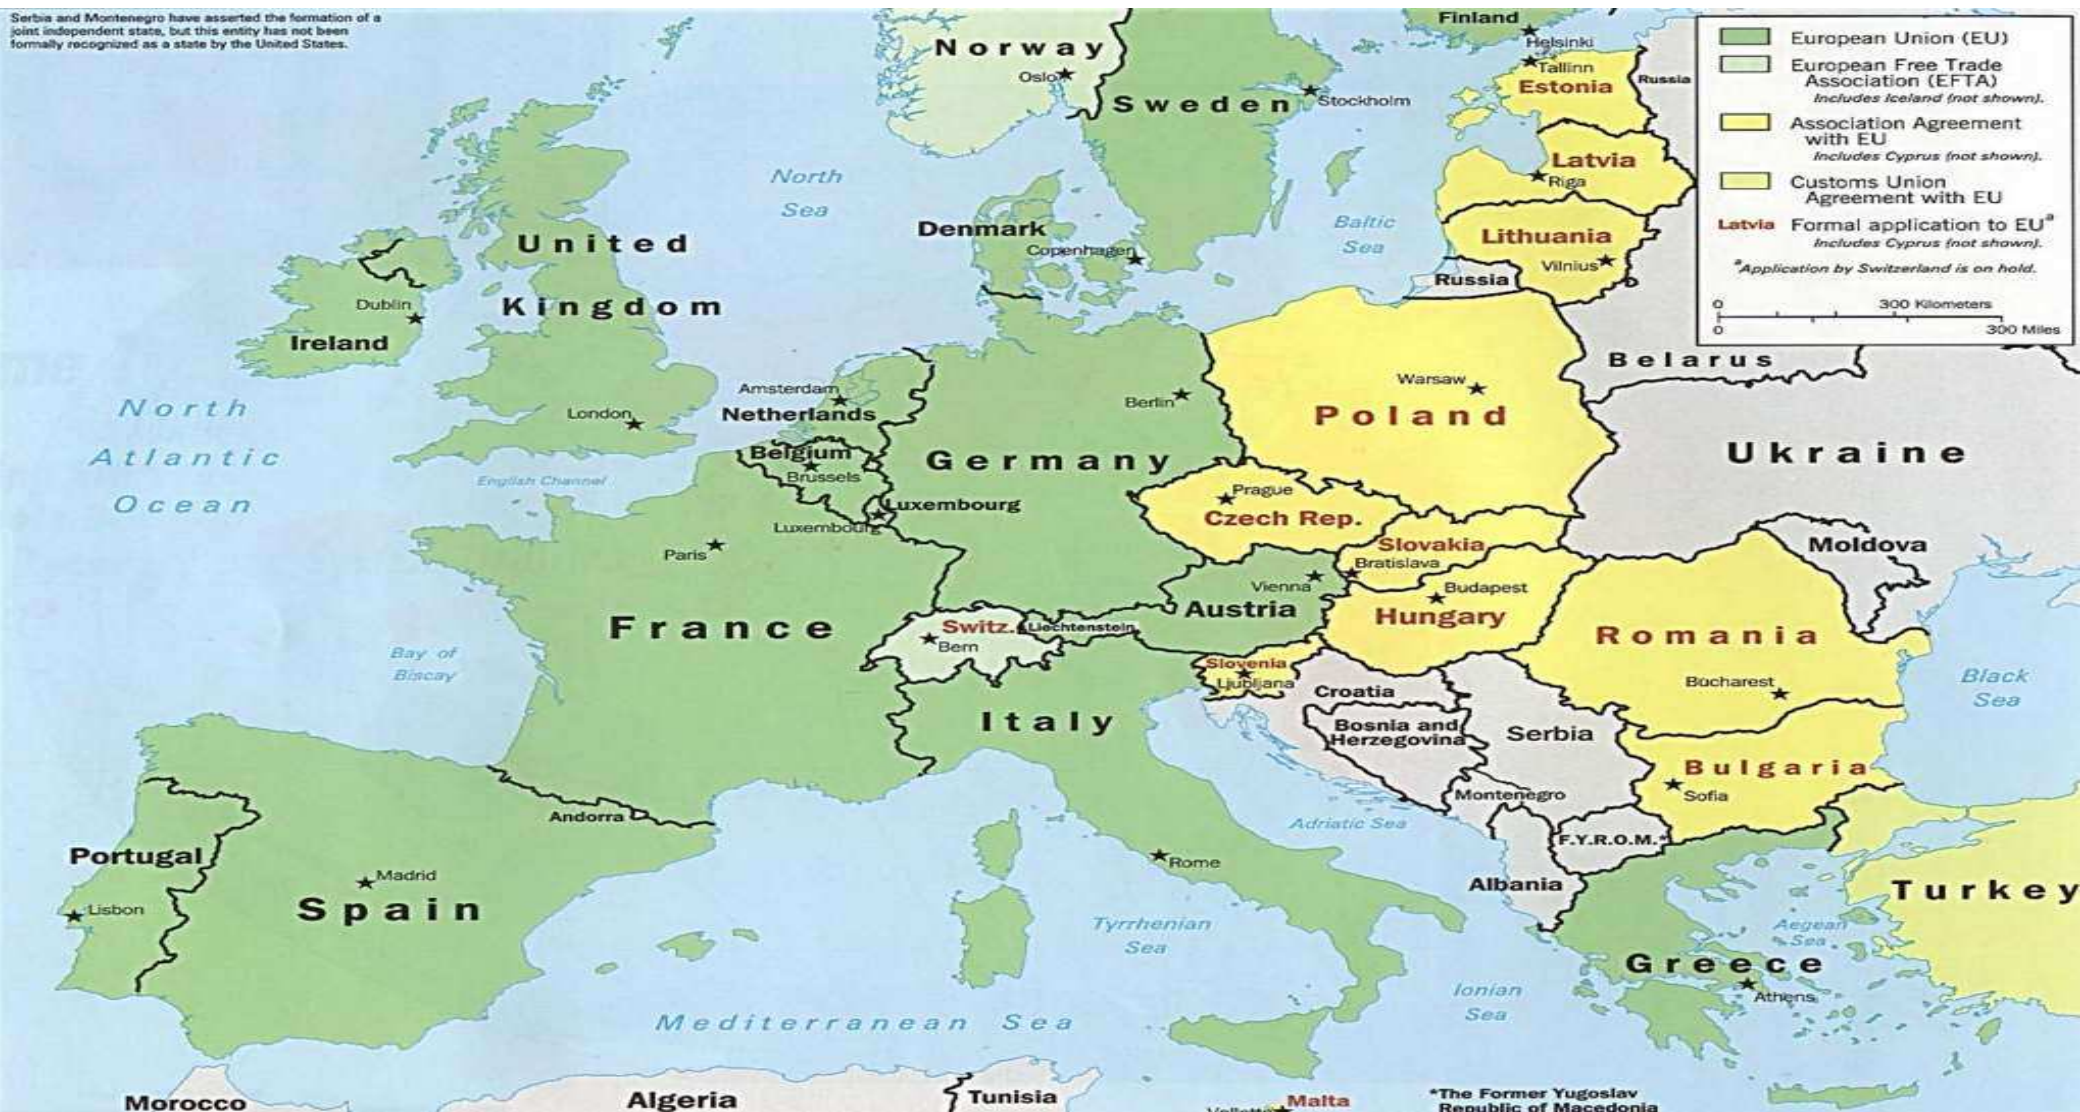 Serbia and Montenegro have asserted the formation of a
joint independent state, but this entity has not been
formally recognized as a state by the United States.
Finland
Helsinki
Norway
Oslo
Sweden
Stockholm
Tallinn
Estonia
Russia
European Union (EU)
European Free Trade
Association (EFTA)
Includes Iceland (not shown).
Association Agreement
with EU
Includes Cyprus (not shown).
Customs Union
Agreement with EU
Latvia Formal application to EUa
Includes Cyprus (not shown).
aApplication by Switzerland is on hold.
0 300 Kilometers
0 300 Miles
Latvia
Riga
North
Sea
Baltic
Sea
Denmark
Copenhagen
Lithuania
Vilnius
Russia
United
Kingdom
Dublin
Ireland
London
Amsterdam
Netherlands
Berlin
Germany
Warsaw
Poland
Belarus
Ukraine
North
Atlantic
Ocean
English Channel
Belgium
Brussels
Luxembourg
Luxembourg
Prague
Czech Rep.
Slovakia
Bratislava
Moldova
Paris
France
Vienna
Austria
Budapest
Hungary
Romania
Bucharest
Switz.
Bern
Liechtenstein
Slovenia
Ljubljana
Bay of
Biscay
Black
Sea
Croatia
Bosnia and
Herzegovina
Serbia
Italy
Montenegro
Bulgaria
Sofia
Andorra
Adriatic Sea
F.Y.R.O.M.*
Albania
Portugal
Lisbon
Madrid
Spain
Rome
Turkey
Tyrrhenian
Sea
Aegean
Sea
Greece
Athens
Ionian
Sea
Mediterranean Sea
Morocco
Algeria
Tunisia
Malta
*The Former Yugoslav
Republic of Macedonia